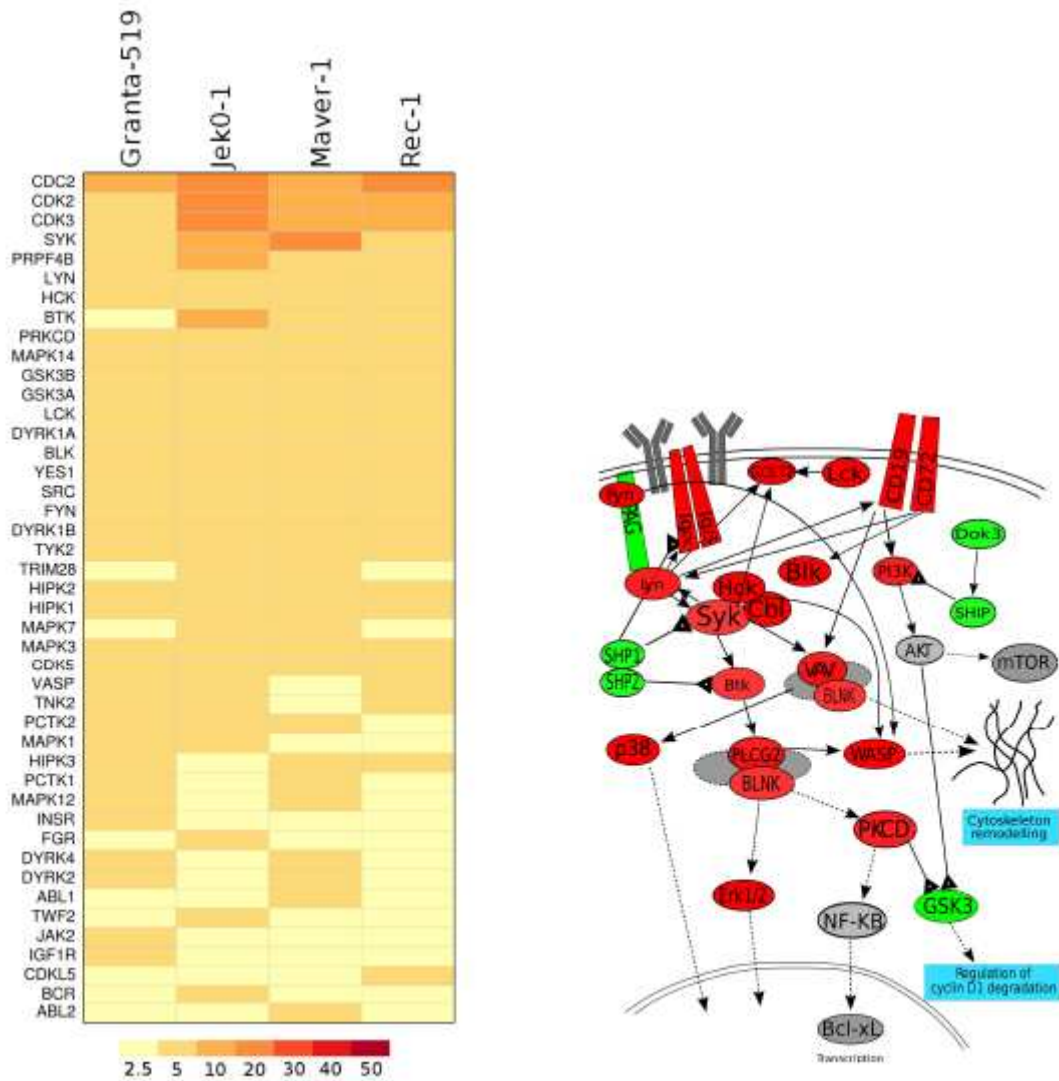 Granta-519
Jek0-1
Maver-1
Rec-1
CDC2
CDK2
CDK3
SYK
PRPF4B
LYN
HCK
BTK
PRKCD
MAPK14
GSK3B
GSK3A
LCK
DYRK1A
BLK
YES1
SRC
FYN
DYRK1B
TYK2
TRIM28
HIPK2
HIPK1
MAPK7
MAPK3
CDK5
VASP
TNK2
PCTK2
MAPK1
HIPK3
PCTK1
MAPK12
INSR
FGR
DYRK4
DYRK2
ABL1
TWF2
JAK2
IGF1R
CDKL5
BCR
ABL2
2.5 5 10 20 30 40 50
fyn
PAG
Lck
CD19
CD72
Dok3
lyn
Hck
Blk
PI3K
Syk
Cbl
SHIP
SHP1
SHP2
AKT
mTOR
VAV
BLNK
Btk
p38
PLCG2
BLNK
WASP
Cytoskeleton
remodelling
PKCD
Erk1/2
NF-KB
GSK3
Regulation of
cyclin D1 degradation
Bcl-xL
Transcription